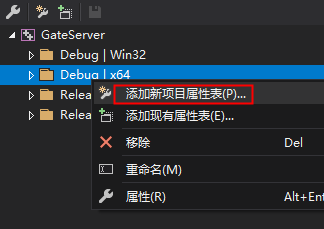 GateServer
Debug | Win32
Debug | x64
Relea
添加新项目属性表(P)...
Relea
添加现有属性表(E)...
移除 Del
重命名(M)
属性(R) Alt+Ent